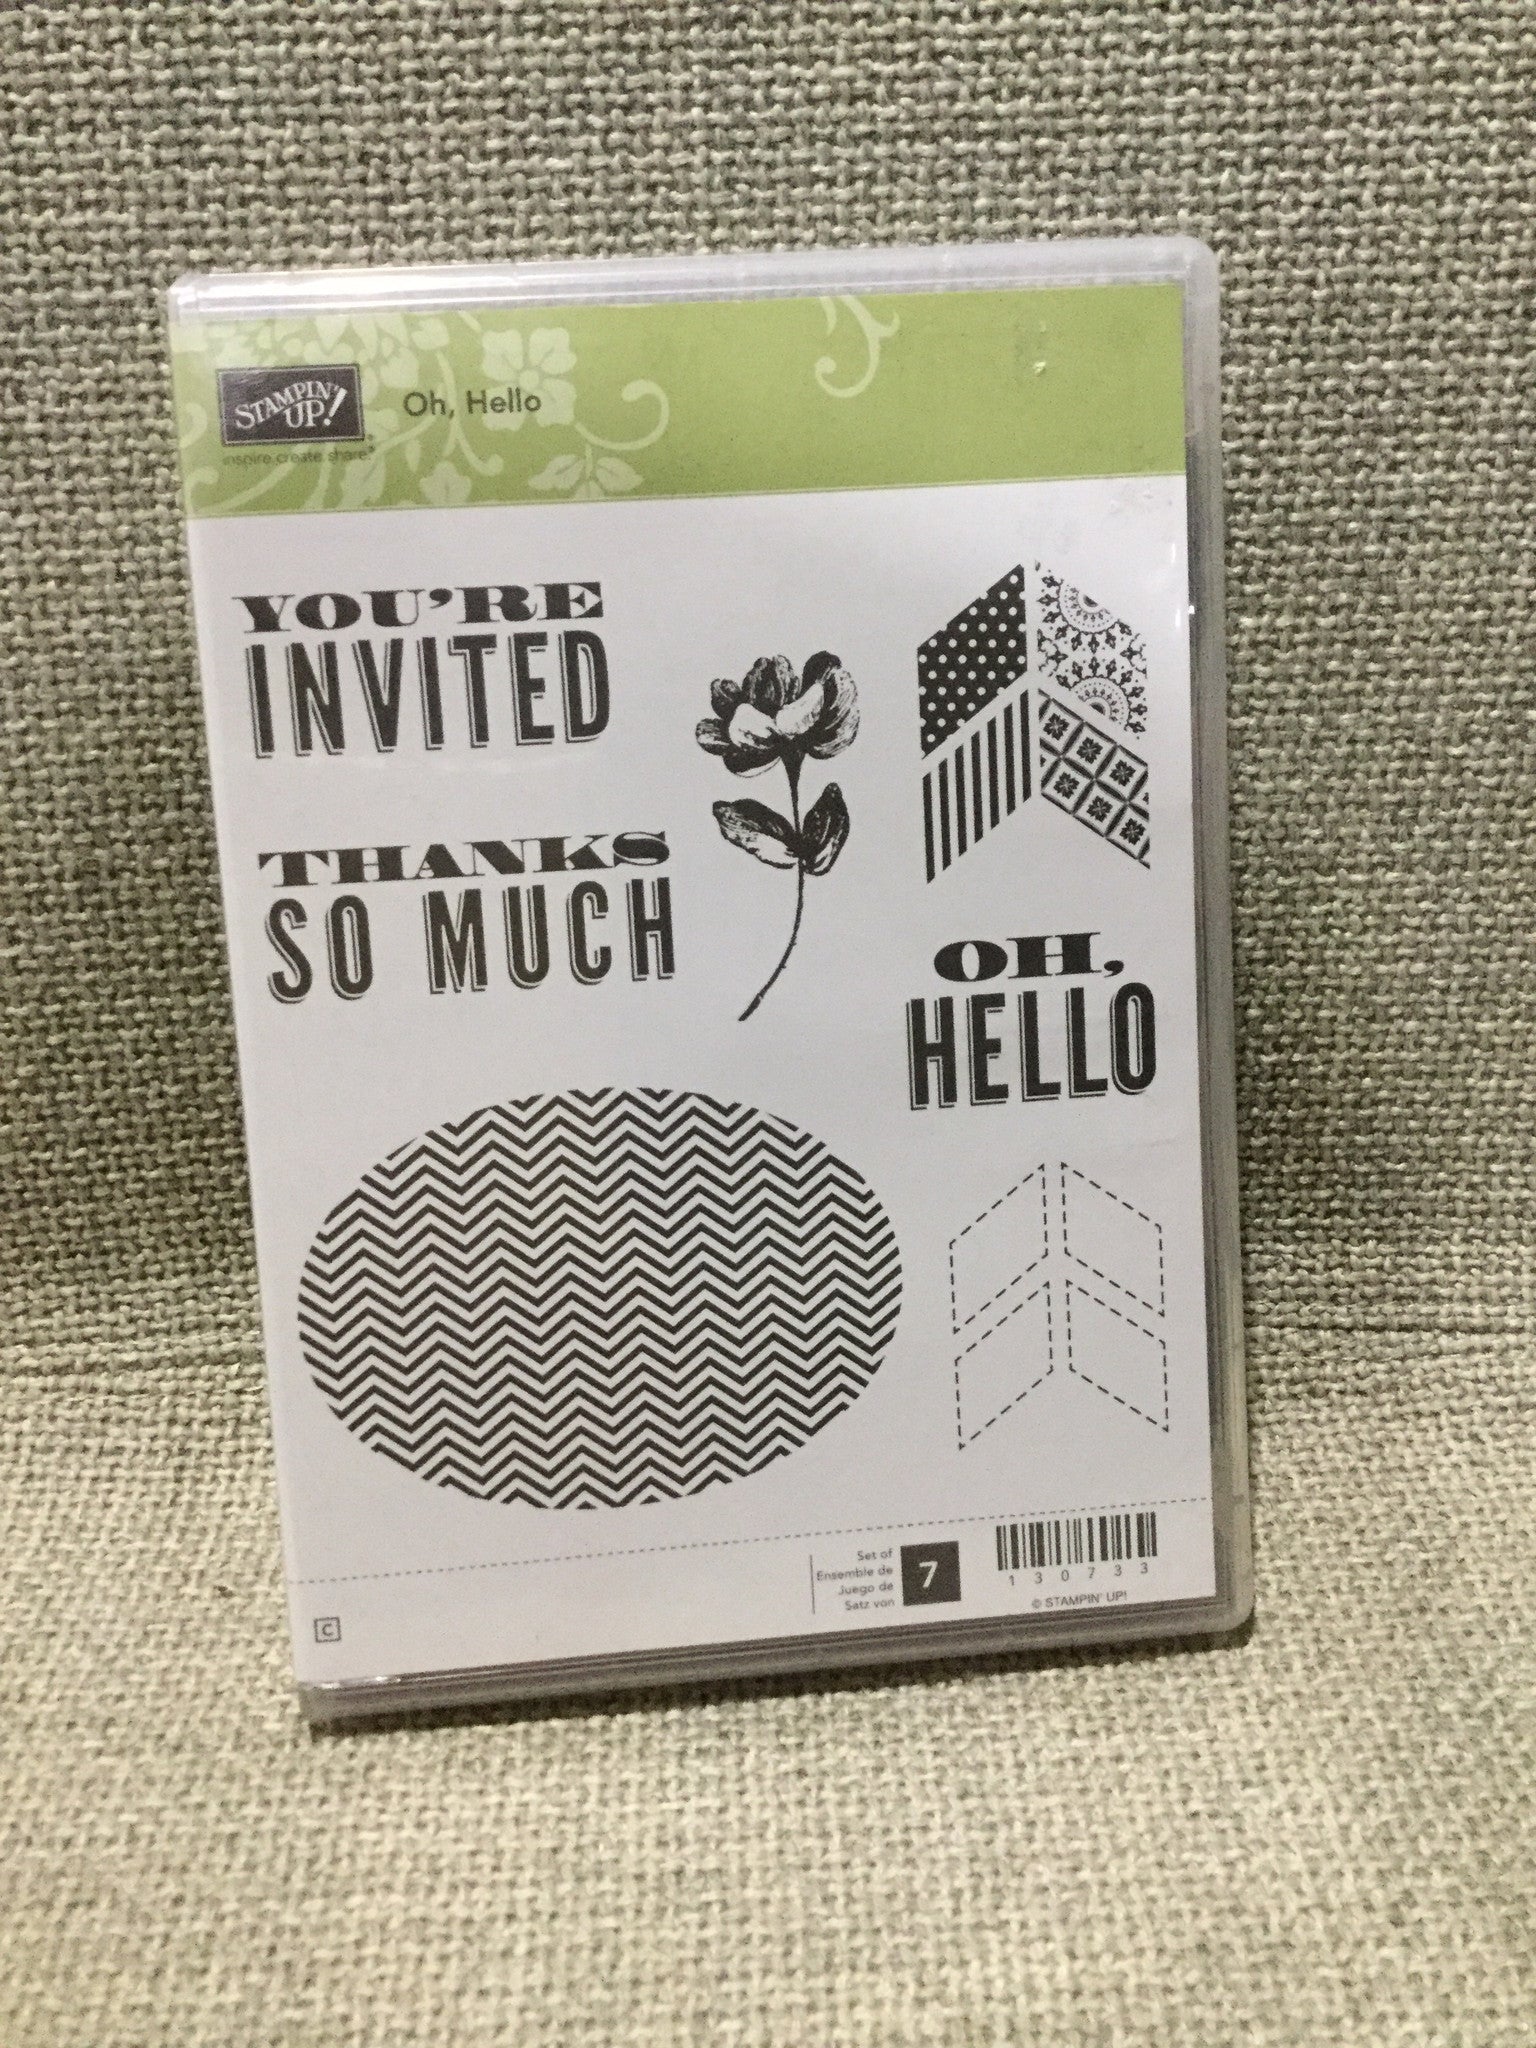 STAMPIN' UP!
inspire.create.share®
Oh, Hello
YOU'RE
INVITED
THANKS
SO MUCH
OH,
HELLO
Set of
Ensemble de
Juego de
Satz von
7
130733
© STAMPIN' UP!
C